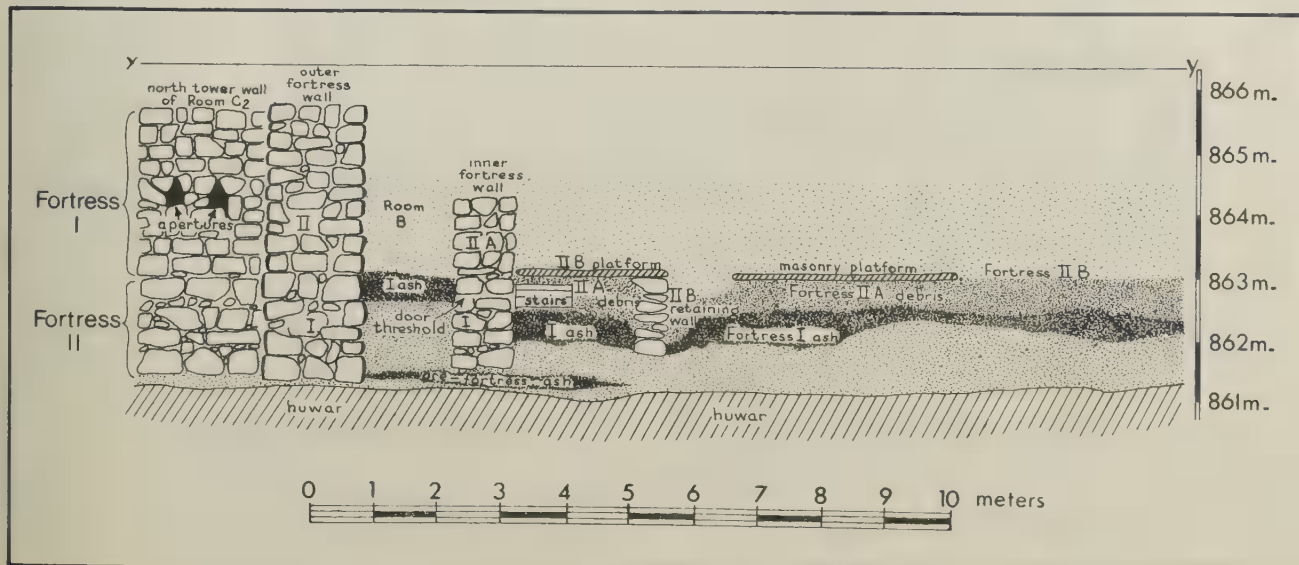 Y
Y
north tower wall
of Room C2
outer
fortress
wall
inner
fortress
wall
866m.
865m.
864m.
863m.
862m.
861m.
Fortress
I
Fortress
II
apertures
II
I
Room
B
II A
I
I ash
door
threshold
II B platform
II A
debris
stairs
I ash
II B
retaining
wall
masonry platform
Fortress II B
Fortress II A debris
Fortress I ash
pre-fortress ash
huwar
huwar
0 1 2 3 4 5 6 7 8 9 10 meters